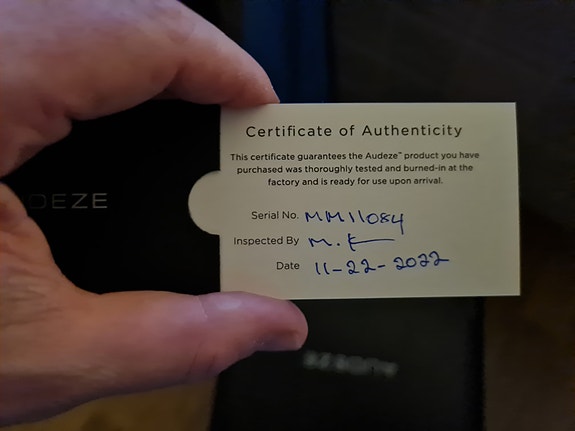 Certificate of Authenticity
This certificate guarantees the Audeze™ product you have
purchased was thoroughly tested and burned-in at the
factory and is ready for use upon arrival.
DEZE
Serial No. MM11084
Inspected By M. K
Date 11-22-2022
AUDEZE